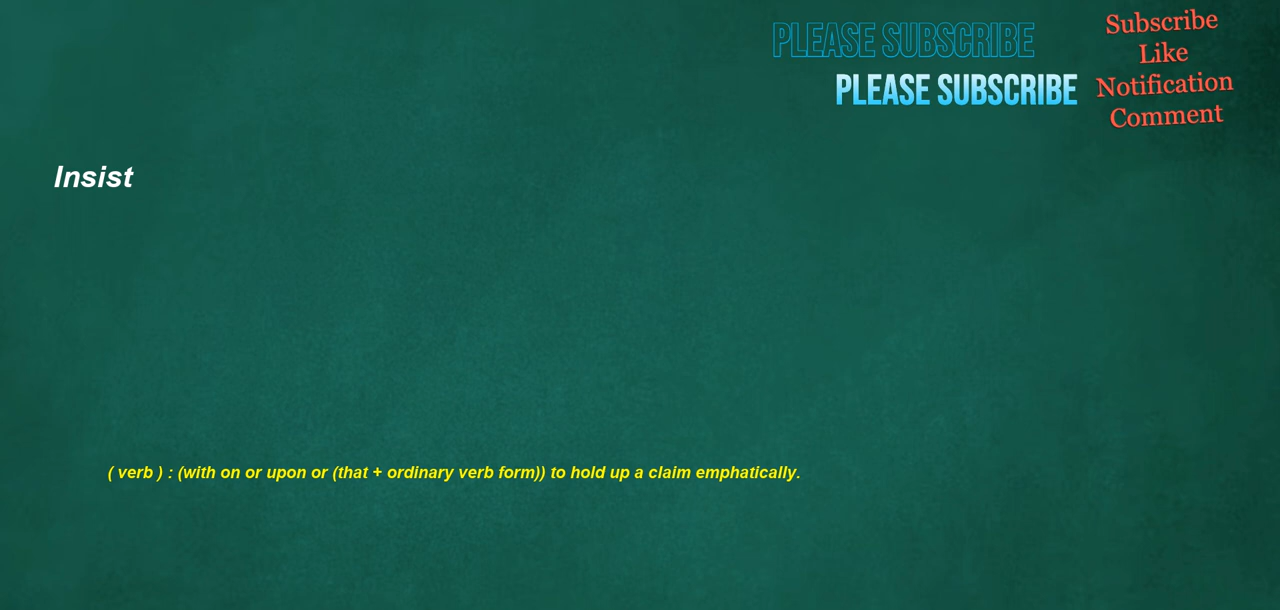 PLEASE SUBSCRIBE
PLEASE SUBSCRIBE
Subscribe
Like
Notification
Comment
Insist
( verb ) : (with on or upon or (that + ordinary verb form)) to hold up a claim emphatically.